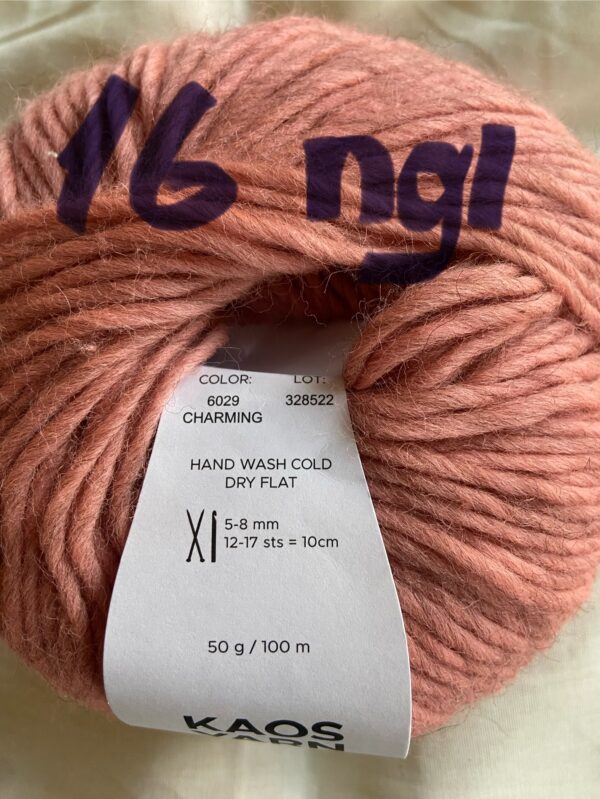 16 ngl
COLOR: LOT:
6029 328522
CHARMING
HAND WASH COLD
DRY FLAT
5-8 mm
12-17 sts = 10cm
50 g / 100 m
KAOS
YARN